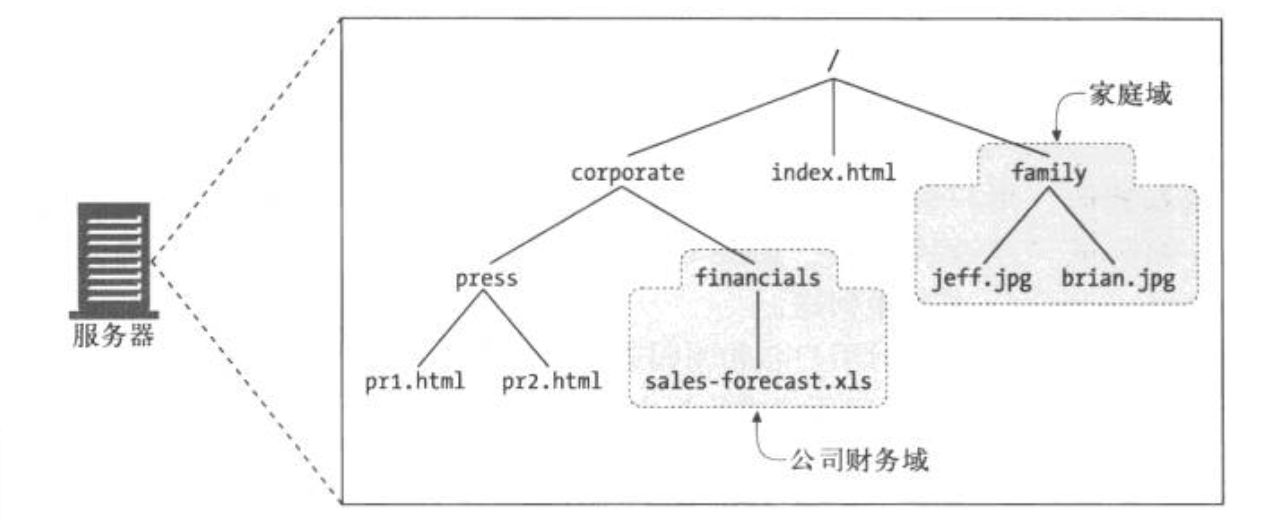 /
家庭域
corporate
index.html
family
press
financials
jeff.jpg
brian.jpg
服务器
pr1.html
pr2.html
sales-forecast.xls
公司财务域